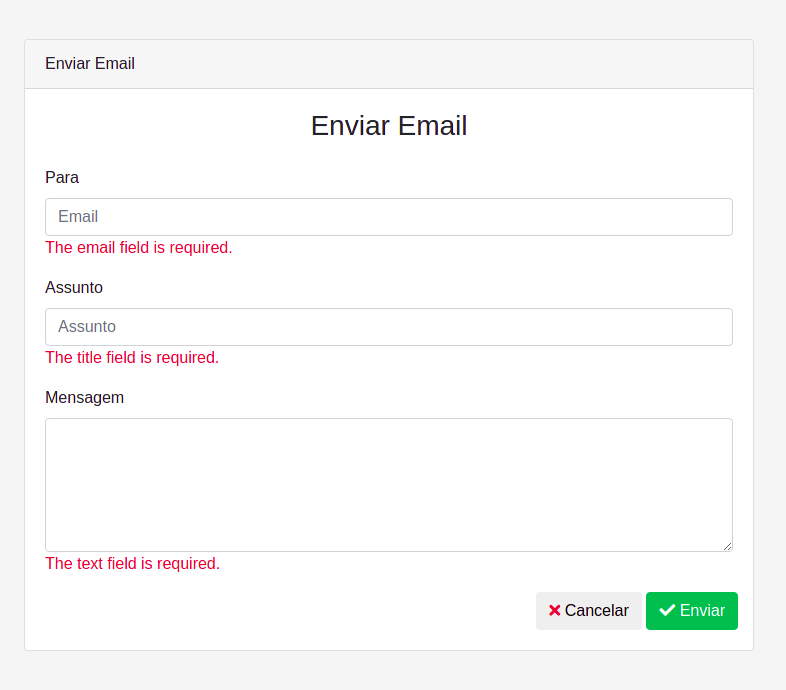 Enviar Email
Enviar Email
Para
Email
The email field is required.
Assunto
Assunto
The title field is required.
Mensagem
The text field is required.
Cancelar Enviar